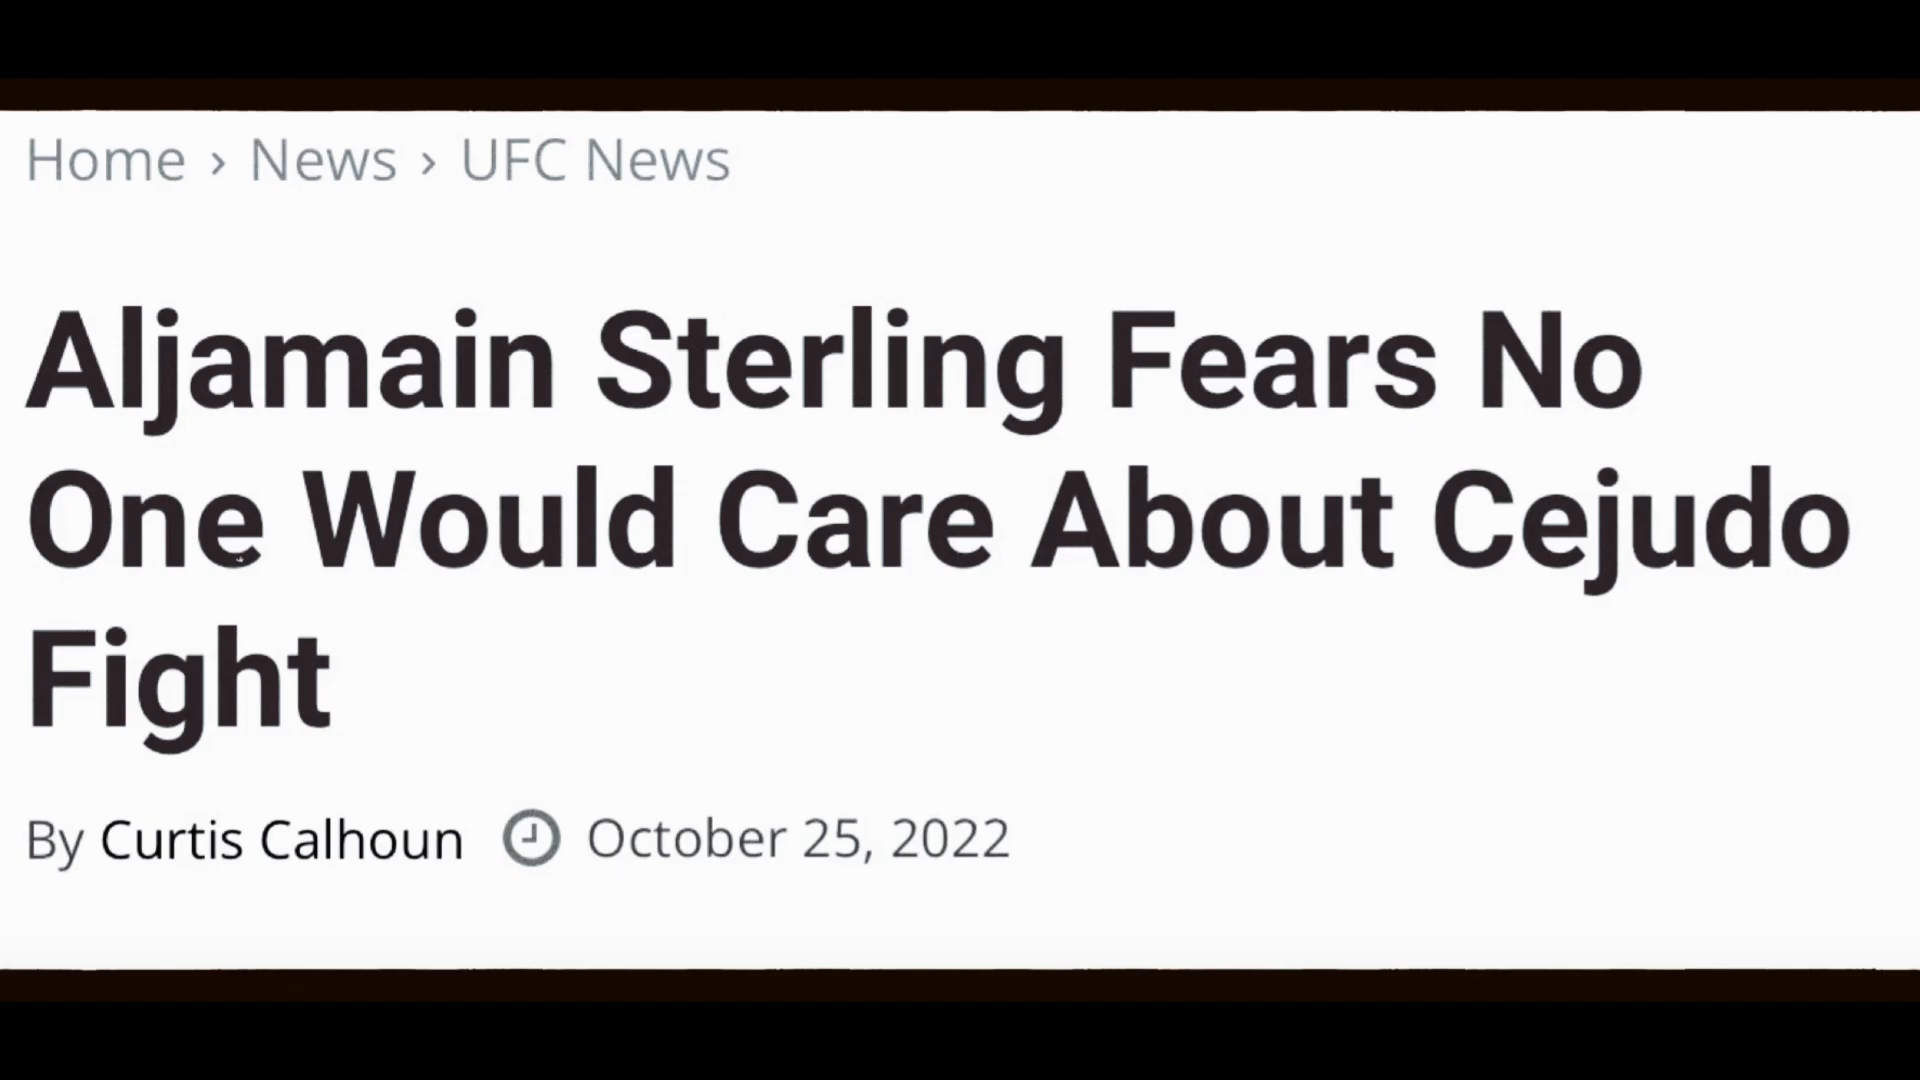 Home › News › UFC News
Aljamain Sterling Fears No
One Would Care About Cejudo
Fight
By Curtis Calhoun October 25, 2022